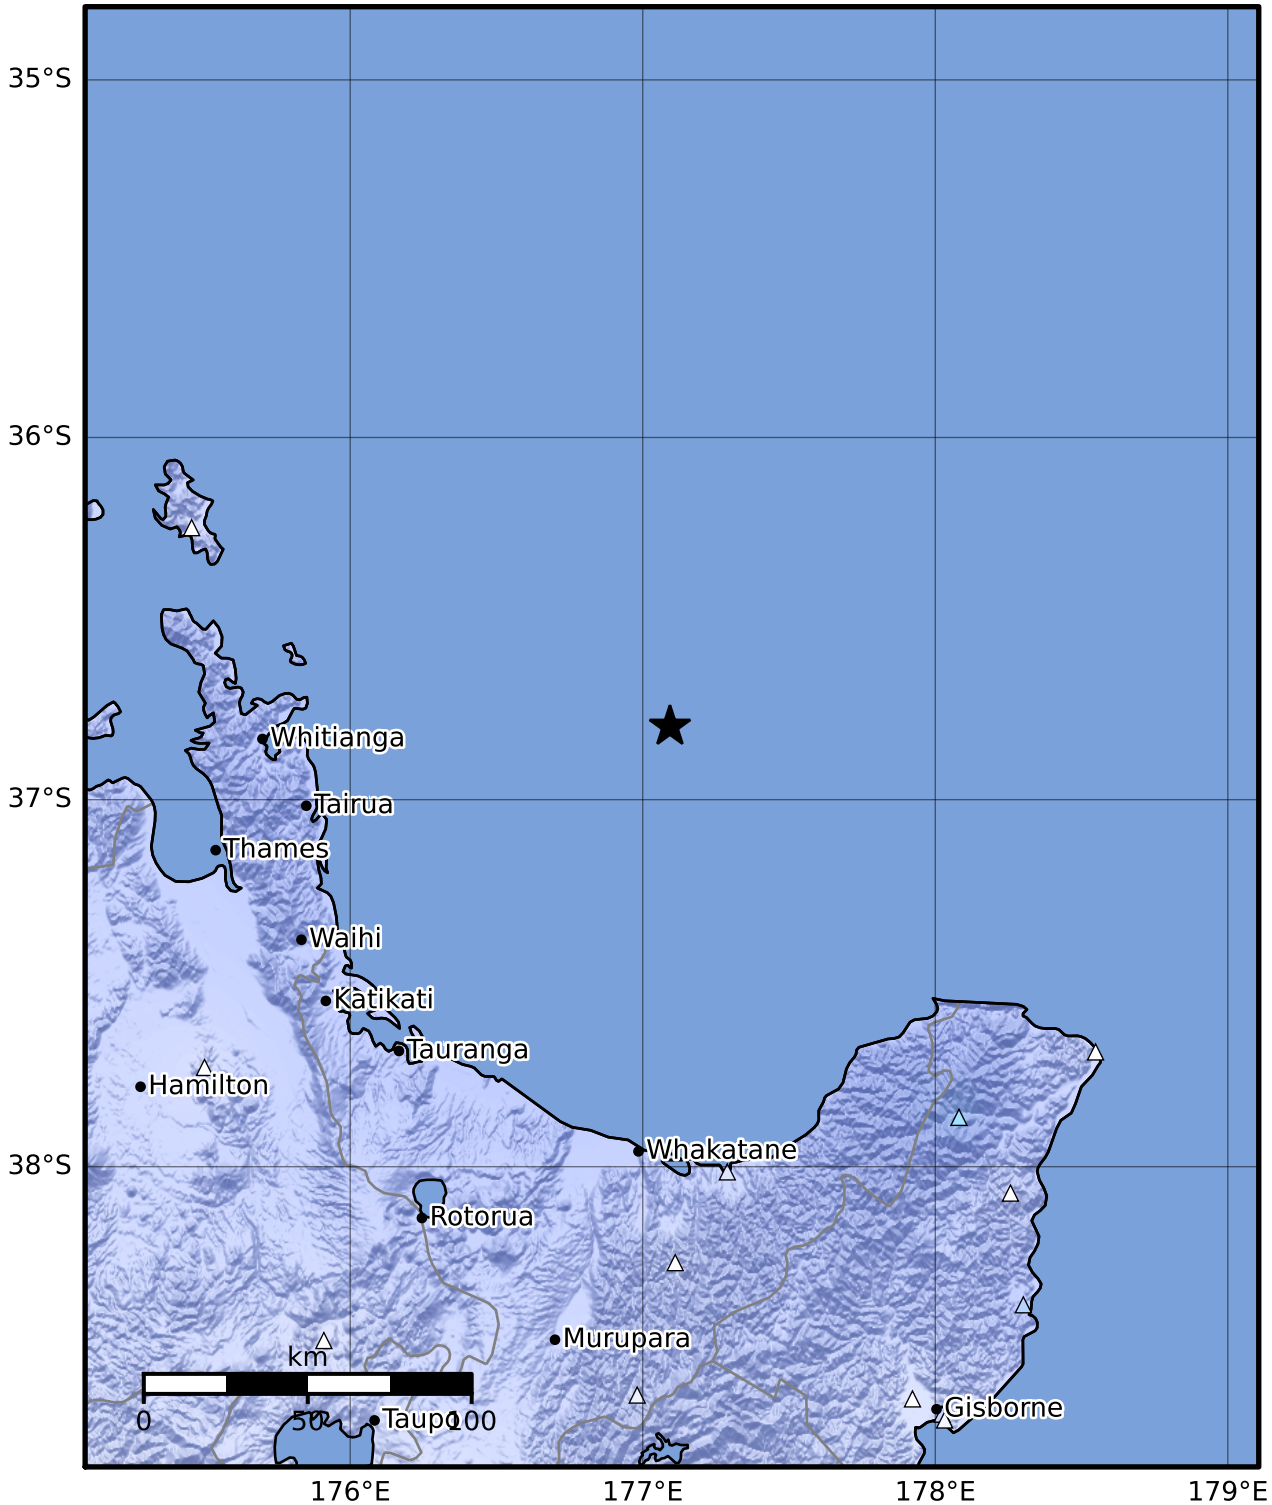 35°S
36°S
Whitianga
37°S
Tairua
Thames
Waihi
Katikati
Tauranga
Hamilton
Whakatane
38°S
Rotorua
Murupara
km
0 50 100
Taupo
Gisborne
176°E 177°E 178°E 179°E